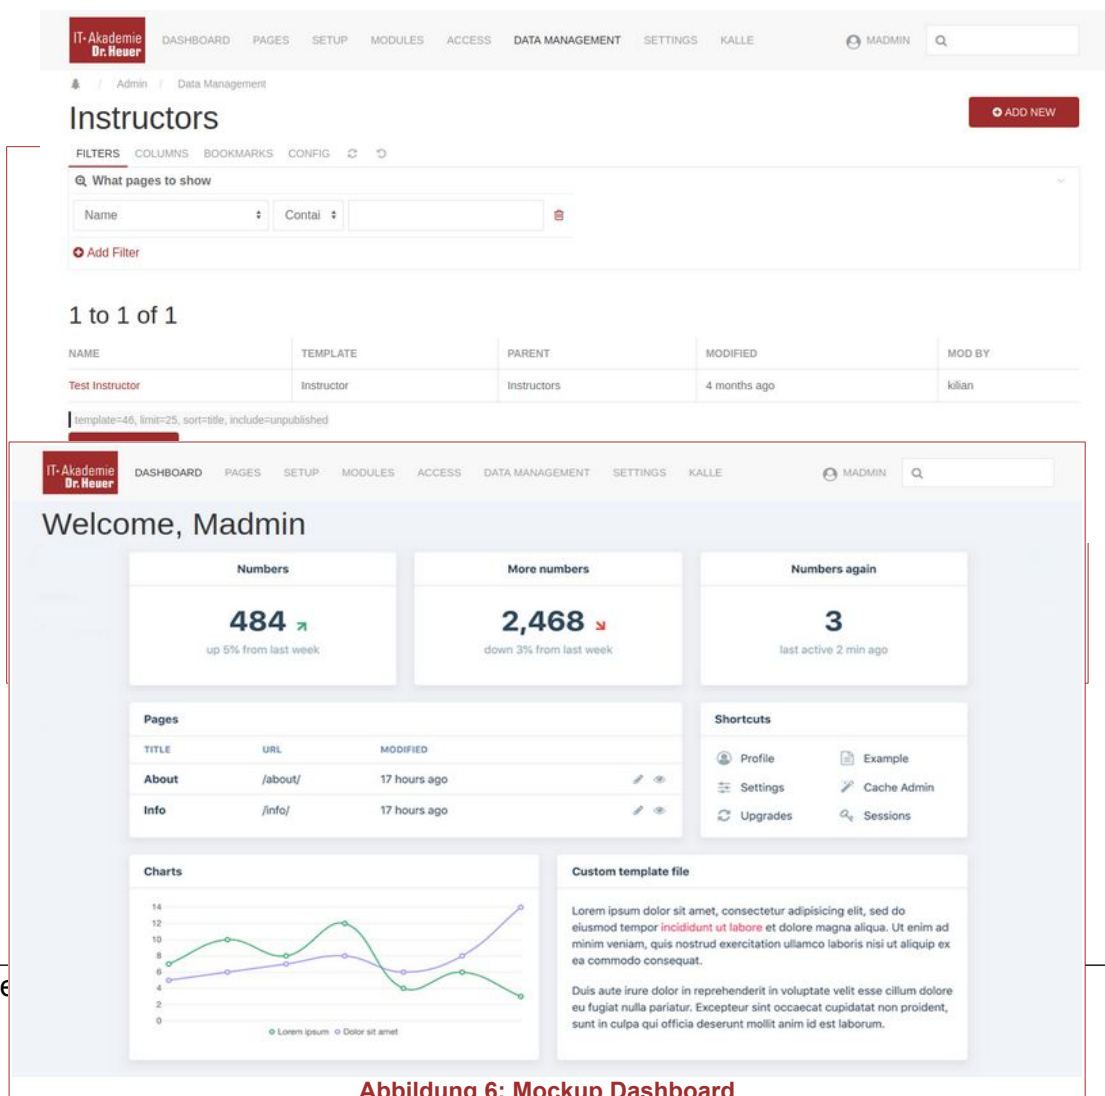 IT-Akademie
Dr. Heuer
DASHBOARD PAGES SETUP MODULES ACCESS DATA MANAGEMENT SETTINGS KALLE MADMIN
/ Admin / Data Management
Instructors
ADD NEW
FILTERS COLUMNS BOOKMARKS CONFIG
What pages to show
Name Contai
Add Filter
1 to 1 of 1
NAME TEMPLATE PARENT MODIFIED MOD BY
Test Instructor Instructor Instructors 4 months ago kilian
template=46, limit=25, sort=title, include=unpublished
IT-Akademie
Dr. Heuer
DASHBOARD PAGES SETUP MODULES ACCESS DATA MANAGEMENT SETTINGS KALLE MADMIN
Welcome, Madmin
Numbers
484
up 5% from last week
More numbers
2,468
down 3% from last week
Numbers again
3
last active 2 min ago
Pages
TITLE URL MODIFIED
About /about/ 17 hours ago
Info /info/ 17 hours ago
Shortcuts
Profile Example
Settings Cache Admin
Upgrades Sessions
Charts
14
12
10
8
6
4
2
0
Lorem ipsum Dolor sit amet
Custom template file
Lorem ipsum dolor sit amet, consectetur adipisicing elit, sed do
eiusmod tempor incididunt ut labore et dolore magna aliqua. Ut enim ad
minim veniam, quis nostrud exercitation ullamco laboris nisi ut aliquip ex
ea commodo consequat.
Duis aute irure dolor in reprehenderit in voluptate velit esse cillum dolore
eu fugiat nulla pariatur. Excepteur sint occaecat cupidatat non proident,
sunt in culpa qui officia deserunt mollit anim id est laborum.
Abbildung 6: Mockup Dashboard